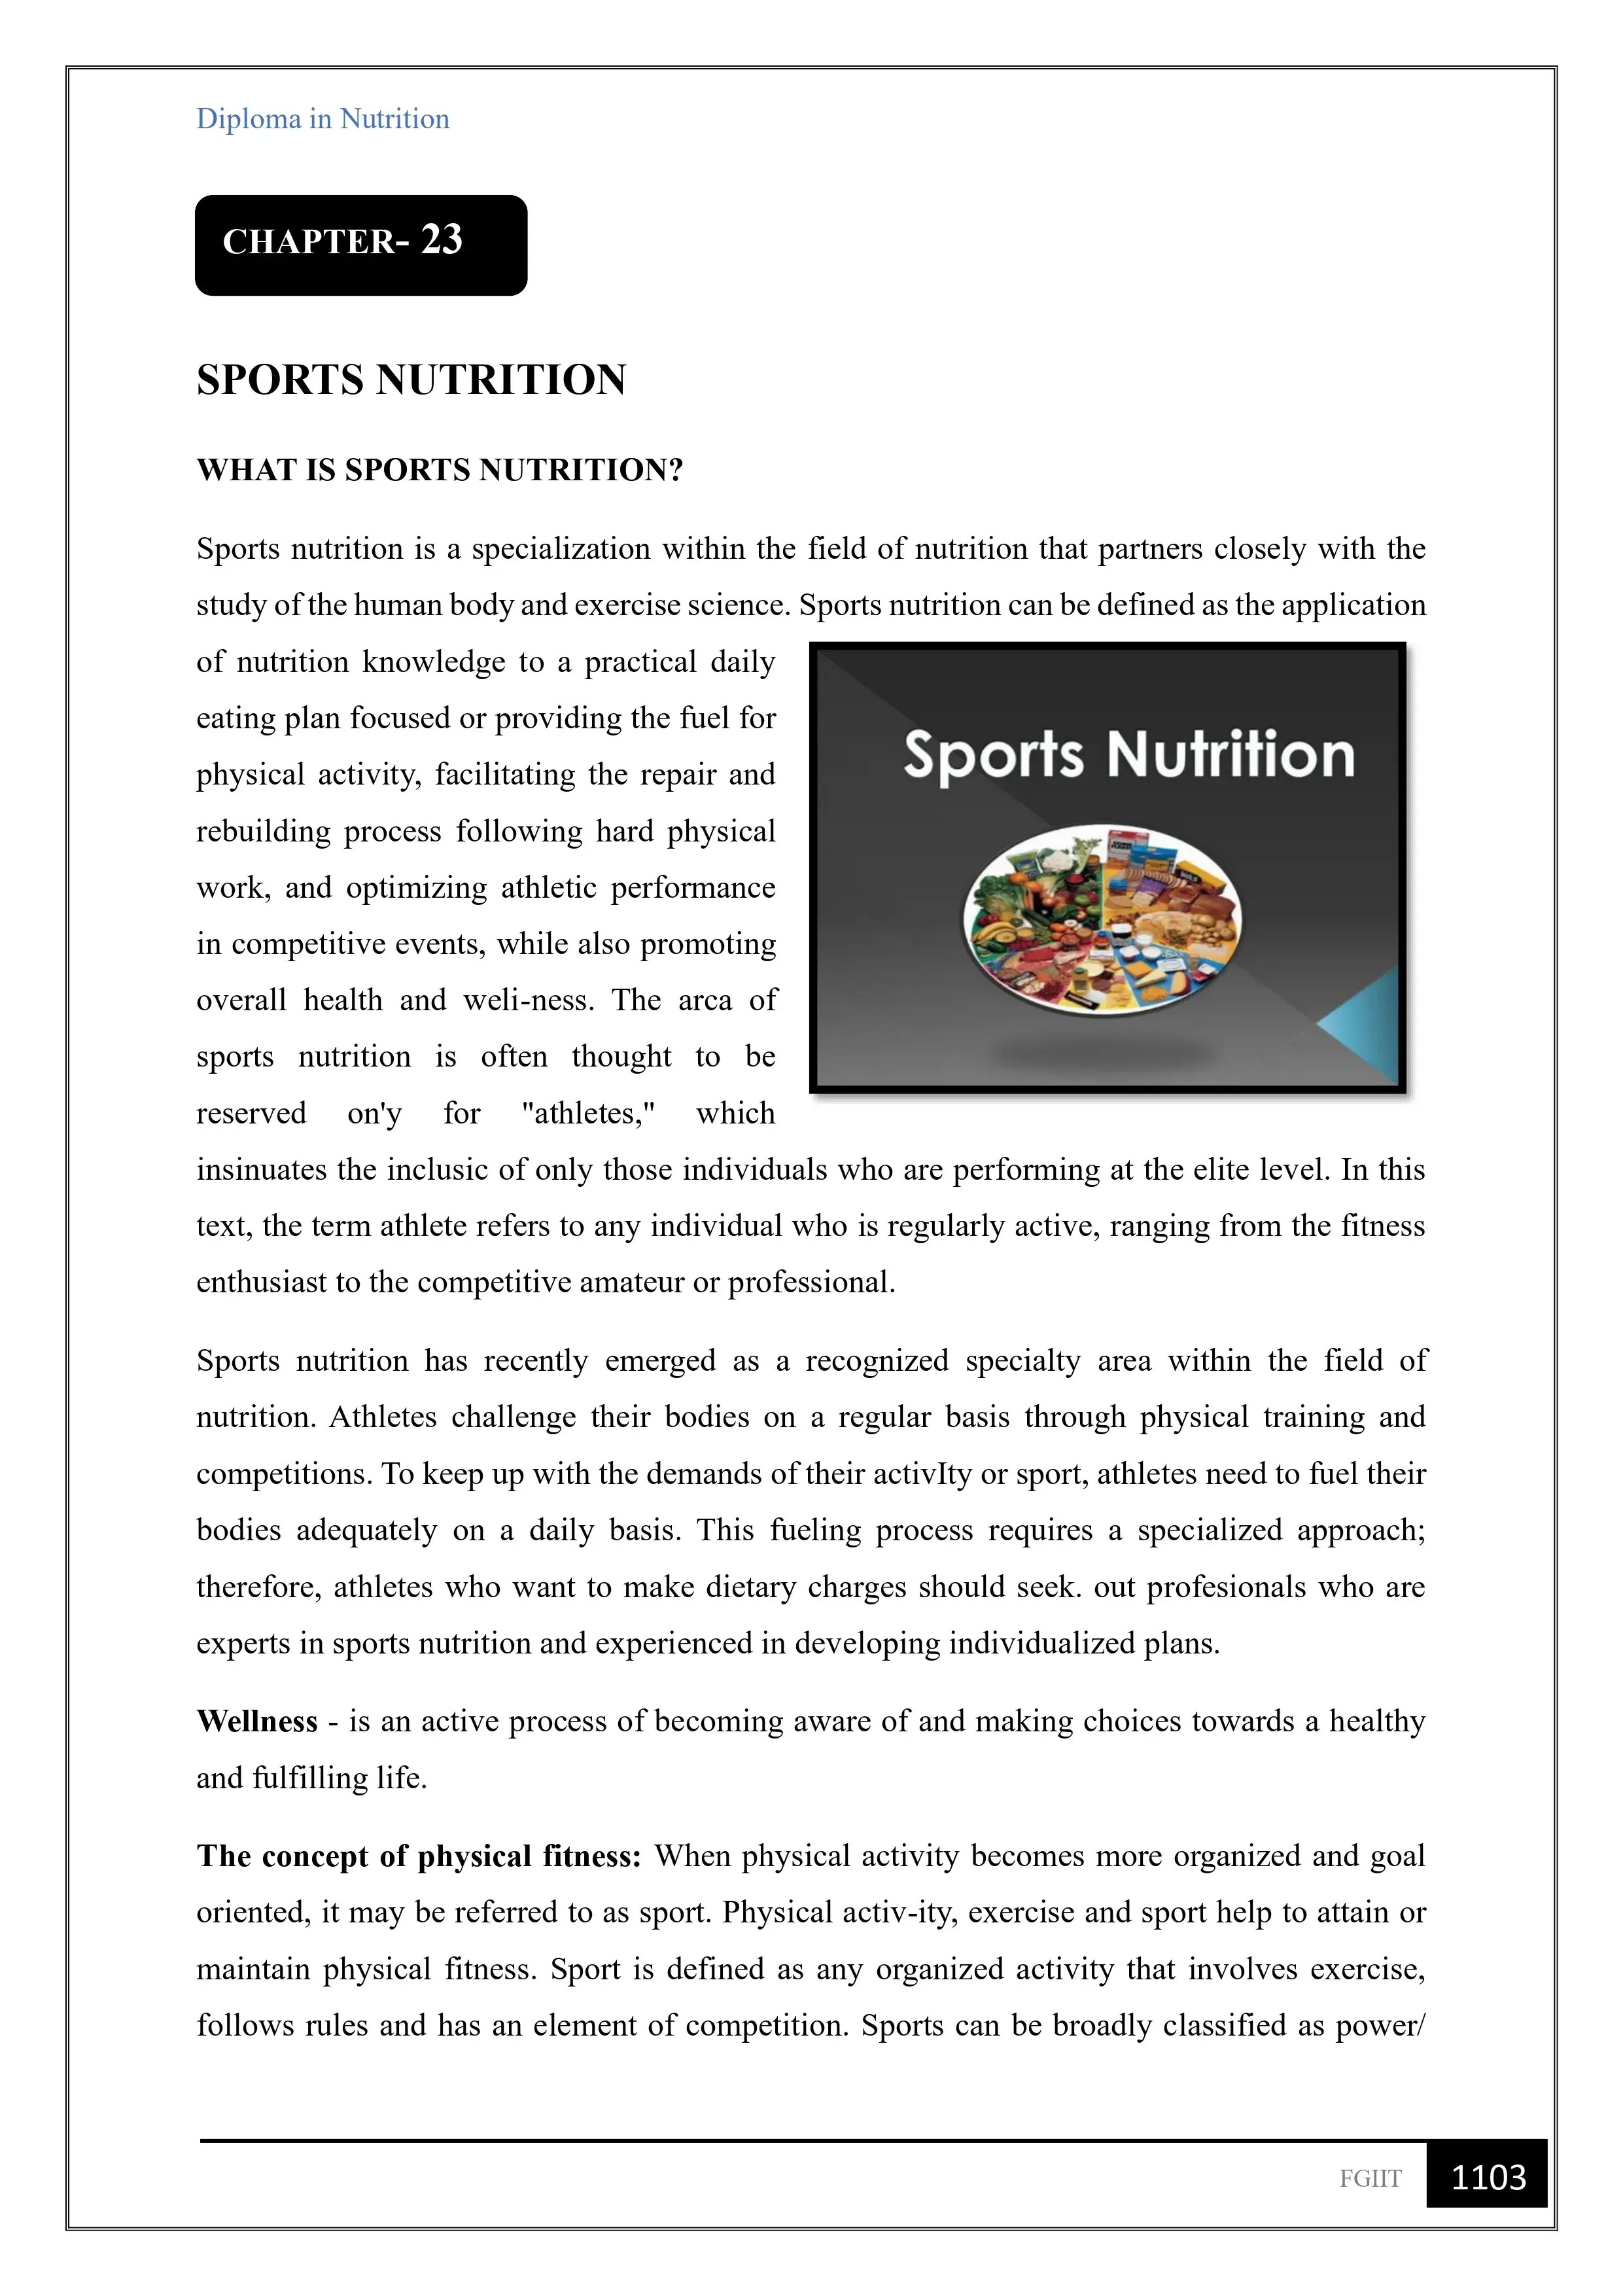 Diploma in Nutrition
CHAPTER- 23
SPORTS NUTRITION
WHAT IS SPORTS NUTRITION?
Sports nutrition is a specialization within the field of nutrition that partners closely with the
study of the human body and exercise science. Sports nutrition can be defined as the application
of nutrition knowledge to a practical daily
eating plan focused or providing the fuel for
physical activity, facilitating the repair and
rebuilding process following hard physical
work, and optimizing athletic performance
in competitive events, while also promoting
overall health and weli-ness. The arca of
sports nutrition is often thought to be
reserved on'y for "athletes," which
Sports Nutrition
insinuates the inclusic of only those individuals who are performing at the elite level. In this
text, the term athlete refers to any individual who is regularly active, ranging from the fitness
enthusiast to the competitive amateur or professional.
Sports nutrition has recently emerged as a recognized specialty area within the field of
nutrition. Athletes challenge their bodies on a regular basis through physical training and
competitions. To keep up with the demands of their activIty or sport, athletes need to fuel their
bodies adequately on a daily basis. This fueling process requires a specialized approach;
therefore, athletes who want to make dietary charges should seek. out profesionals who are
experts in sports nutrition and experienced in developing individualized plans.
Wellness - is an active process of becoming aware of and making choices towards a healthy
and fulfilling life.
The concept of physical fitness: When physical activity becomes more organized and goal
oriented, it may be referred to as sport. Physical activ-ity, exercise and sport help to attain or
maintain physical fitness. Sport is defined as any organized activity that involves exercise,
follows rules and has an element of competition. Sports can be broadly classified as power/
FGIIT 1103